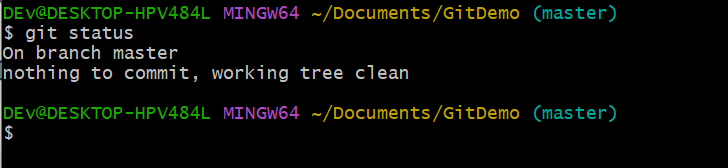 DEv@DESKTOP-HPV484L MINGW64 ~/Documents/GitDemo (master)
$ git status
On branch master
nothing to commit, working tree clean
DEv@DESKTOP-HPV484L MINGW64 ~/Documents/GitDemo (master)
$